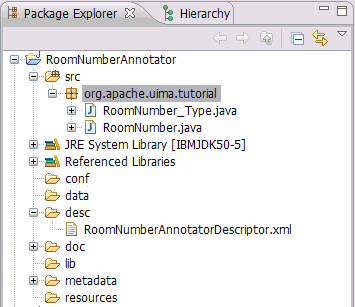 Package Explorer Hierarchy
RoomNumberAnnotator
src
org.apache.uima.tutorial
RoomNumber_Type.java
RoomNumber.java
JRE System Library [IBMJDK50-5]
Referenced Libraries
conf
data
desc
RoomNumberAnnotatorDescriptor.xml
doc
lib
metadata
resources